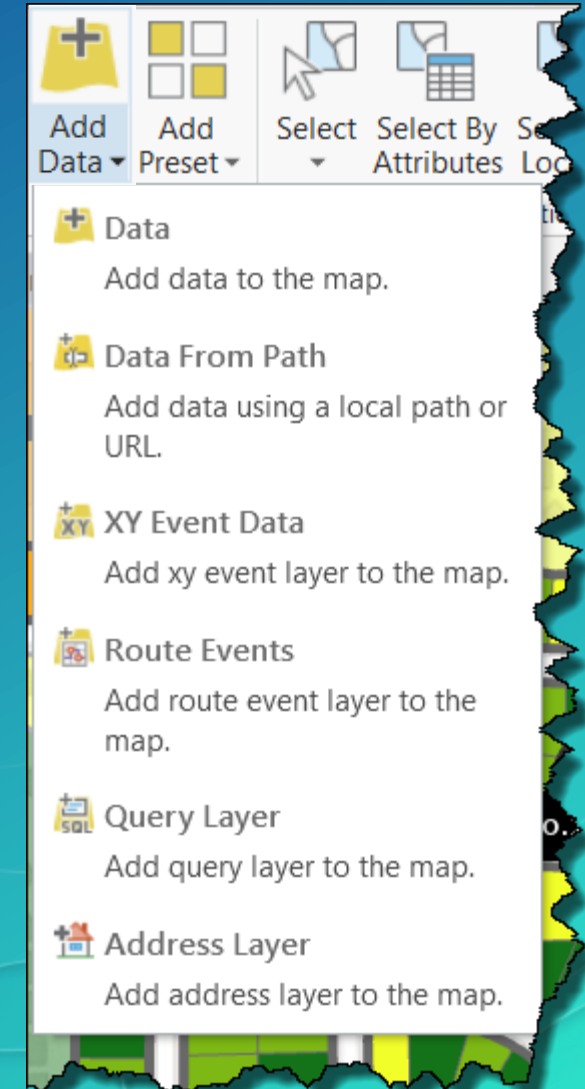 Add Data
Add Preset
Select
Select By Attributes
Data
Add data to the map.
Data From Path
Add data using a local path or
URL.
XY
XY Event Data
Add xy event layer to the map.
Route Events
Add route event layer to the
map.
SQL
Query Layer
Add query layer to the map.
Address Layer
Add address layer to the map.